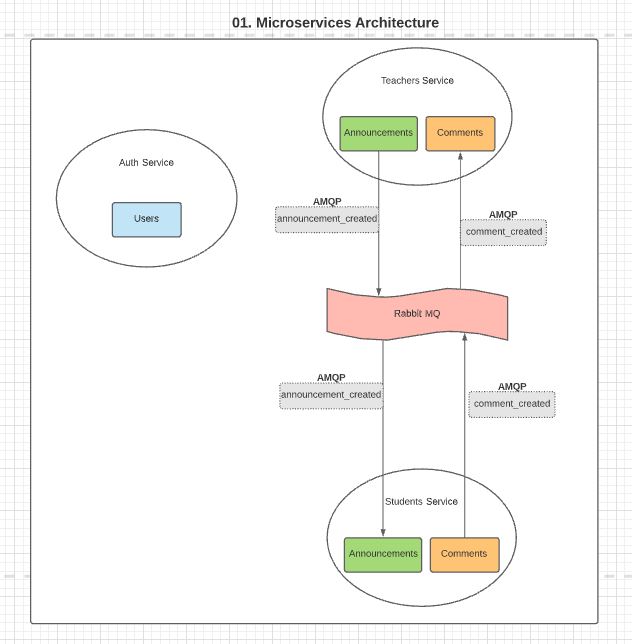 01. Microservices Architecture
Teachers Service
Announcements
Comments
Auth Service
Users
AMQP
announcement_created
AMQP
comment_created
Rabbit MQ
AMQP
announcement_created
AMQP
comment_created
Students Service
Announcements
Comments